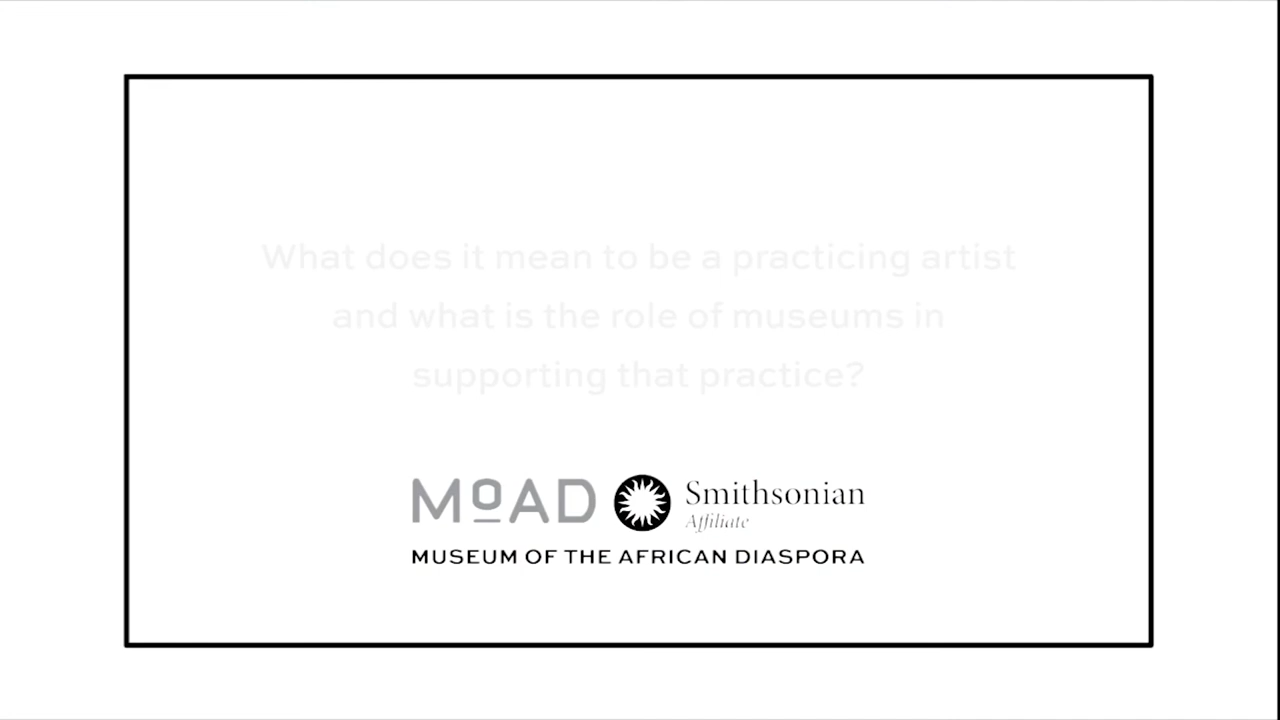 What does it mean to be a practicing artist
and what is the role of museums in
supporting that practice?
MOAD Smithsonian
Affiliate
MUSEUM OF THE AFRICAN DIASPORA